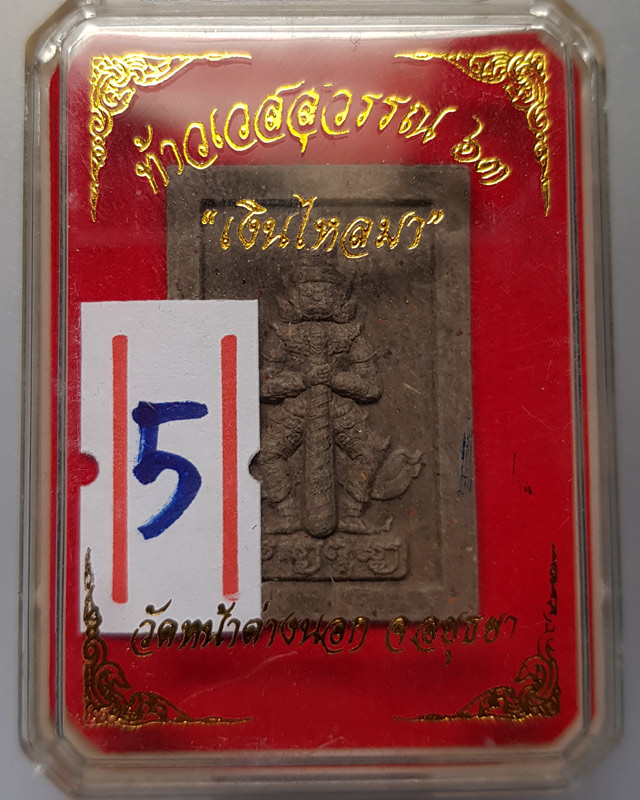 ท้าวเวสสุวรรณ ๖๓
“เงินไหลมา”
5
วัดหน้าต่างนอก จ.อยุธยา